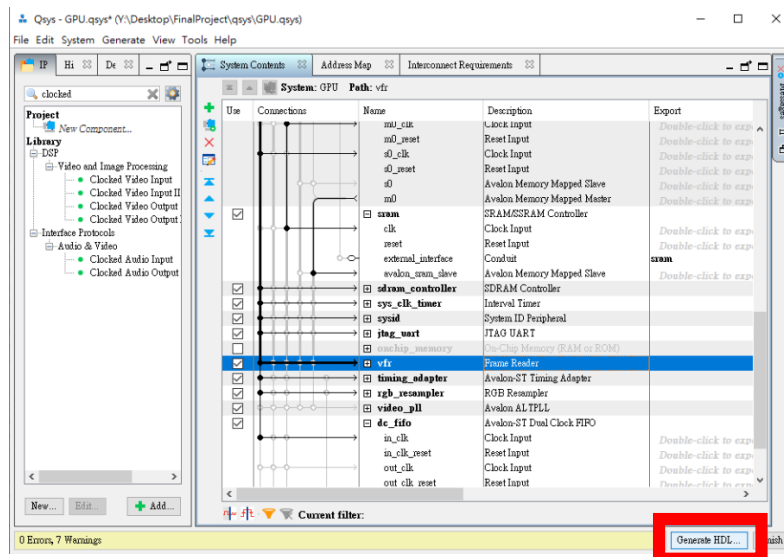 Qsys - GPU.qsys* (Y:\Desktop\FinalProject\qsys\GPU.qsys)
File Edit System Generate View Tools Help
IP Hi De
clocked
Project
New Component...
Library
DSP
Video and Image Processing
Clocked Video Input
Clocked Video Input II
Clocked Video Output
Clocked Video Output
Interface Protocols
Audio & Video
Clocked Audio Input
Clocked Audio Output
New... Edit... Add...
System Contents Address Map Interconnect Requirements
System: GPU Path: vfr
Use Connections Name Description Export
m0_clk Clock Input Double-click to exp
m0_reset Reset Input Double-click to exp
s0_clk Clock Input Double-click to exp
s0_reset Reset Input Double-click to exp
s0 Avalon Memory Mapped Slave Double-click to exp
m0 Avalon Memory Mapped Master Double-click to exp
sram SRAM/SSRAM Controller
clk Clock Input Double-click to exp
reset Reset Input Double-click to exp
external_interface Conduit sram
avalon_sram_slave Avalon Memory Mapped Slave Double-click to exp
sdram_controller SDRAM Controller
sys_clk_timer Interval Timer
sysid System ID Peripheral
jtag_uart JTAG UART
onchip_memory On-Chip Memory (RAM or ROM)
vfr Frame Reader
timing_adapter Avalon-ST Timing Adapter
rgb_resampler RGB Resampler
video_pll Avalon ALTPLL
dc_fifo Avalon-ST Dual Clock FIFO
in_clk Clock Input Double-click to exp
in_clk_reset Reset Input Double-click to exp
out_clk Clock Input Double-click to exp
out_clk_reset Reset Input Double-click to exp
Current filter:
0 Errors, 7 Warnings Generate HDL... nish